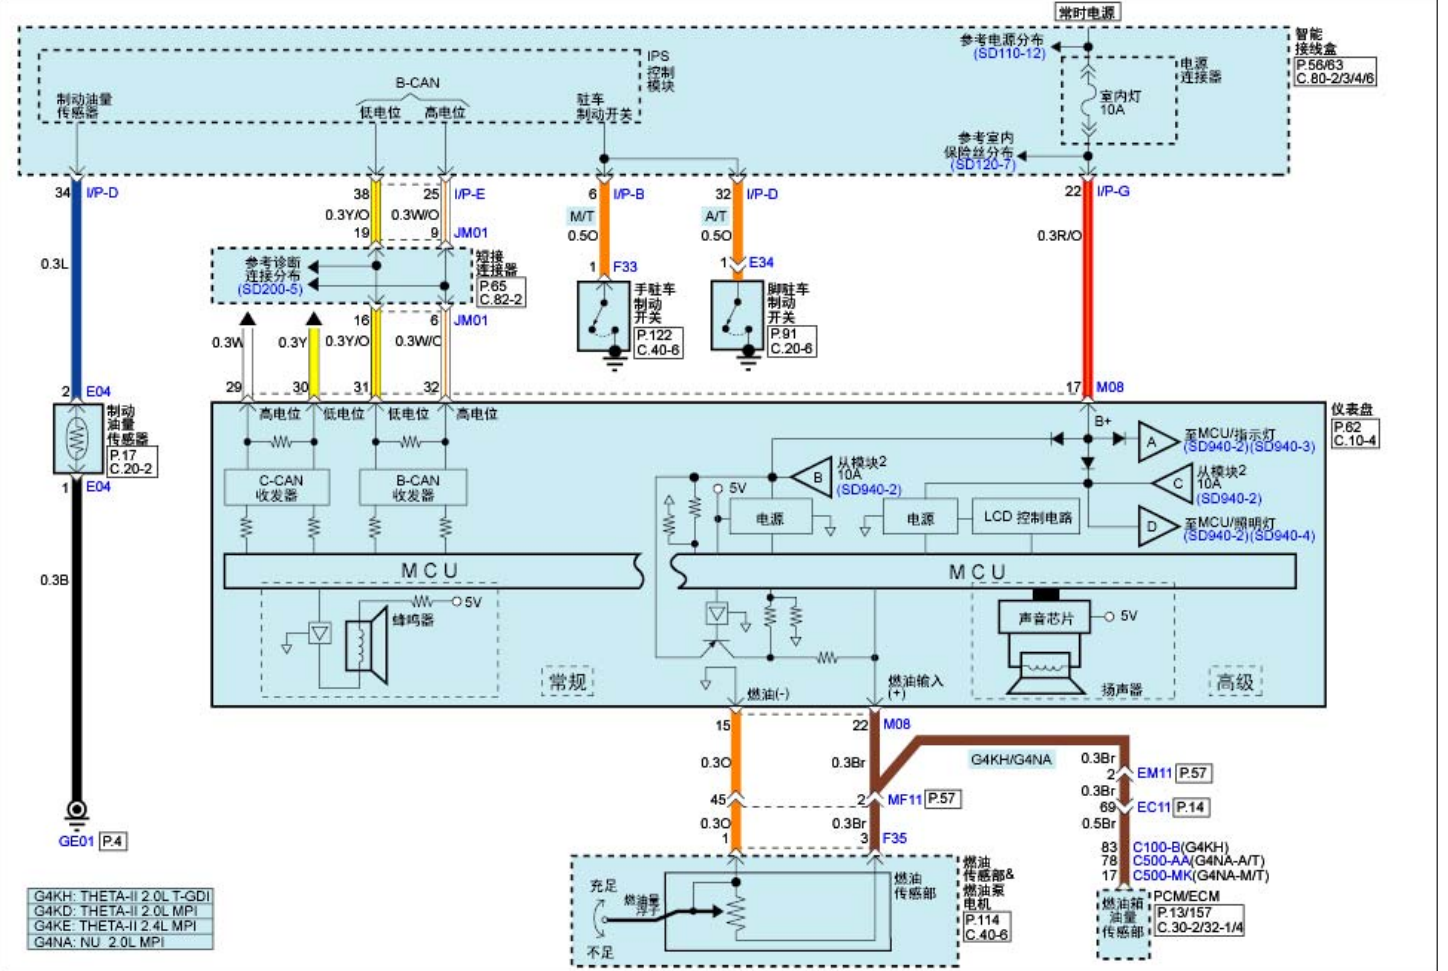 常时电源
智能
接线盒
P.56/63
C.80-2/3/4/6
参考电源分布
(SD110-12)
电源
连接器
IPS
控制
模块
B-CAN
制动油量
传感器
低电位
高电位
驻车
制动开关
室内灯
10A
参考室内
保险丝分布
(SD120-7)
34 I/P-D
38
25 I/P-E
6 I/P-B
32 I/P-D
22 I/P-G
0.3Y/O
0.3W/O
M/T
A/T
19
9 JM01
0.5O
0.5O
0.3R/O
0.3L
参考诊断
连接分布
(SD200-5)
短接
连接器
P.65
C.82-2
1 F33
1 E34
手驻车
制动
开关
P.122
C.40-6
脚驻车
制动
开关
P.91
C.20-6
16
6 JM01
0.3W
0.3Y
0.3Y/O
0.3W/O
2 E04
29
30
31
32
17 M08
制动
油量
传感器
P.17
C.20-2
高电位
低电位
低电位
高电位
B+
仪表盘
P.62
C.10-4
A
至MCU/指示灯
(SD940-2)(SD940-3)
1 E04
C-CAN
收发器
B-CAN
收发器
B
从模块2
10A
(SD940-2)
C
从模块2
10A
(SD940-2)
5V
电源
电源
LCD 控制电路
D
至MCU/照明灯
(SD940-2)(SD940-4)
MCU
MCU
0.3B
5V
蜂鸣器
声音芯片
5V
常规
燃油(-)
燃油输入
(+)
扬声器
高级
15
22 M08
0.3O
0.3Br
G4KH/G4NA
0.3Br
2 EM11 P.57
0.3Br
45
2 MF11 P.57
69 EC11 P.14
0.3O
0.3Br
0.5Br
1
3 F35
GE01 P.4
83 C100-B(G4KH)
78 C500-AA(G4NA-A/T)
17 C500-MK(G4NA-M/T)
燃油
传感部&
燃油泵
电机
P.114
C.40-6
充足
燃油量
浮子
不足
燃油
传感部
燃油箱
油量
传感部
PCM/ECM
P.13/157
C.30-2/32-1/4
G4KH: THETA-II 2.0L T-GDI
G4KD: THETA-II 2.0L MPI
G4KE: THETA-II 2.4L MPI
G4NA: NU 2.0L MPI